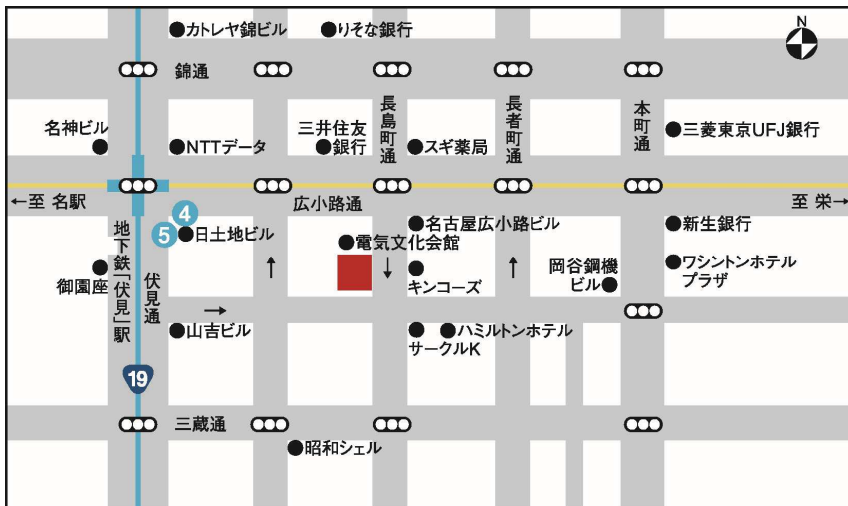 カトレヤ錦ビル
りそな銀行
N
錦通
名神ビル
NTTデータ
三井住友
銀行
長島町通
スギ薬局
長者町通
本町通
三菱東京UFJ銀行
←至 名駅
広小路通
至 栄→
4
5
日土地ビル
電気文化会館
名古屋広小路ビル
新生銀行
御園座
地下鉄「伏見」駅
伏見通
→
↑
↓
キンコーズ
↑
岡谷鋼機
ビル
ワシントンホテル
プラザ
山吉ビル
サークルK
ハミルトンホテル
19
三蔵通
昭和シェル